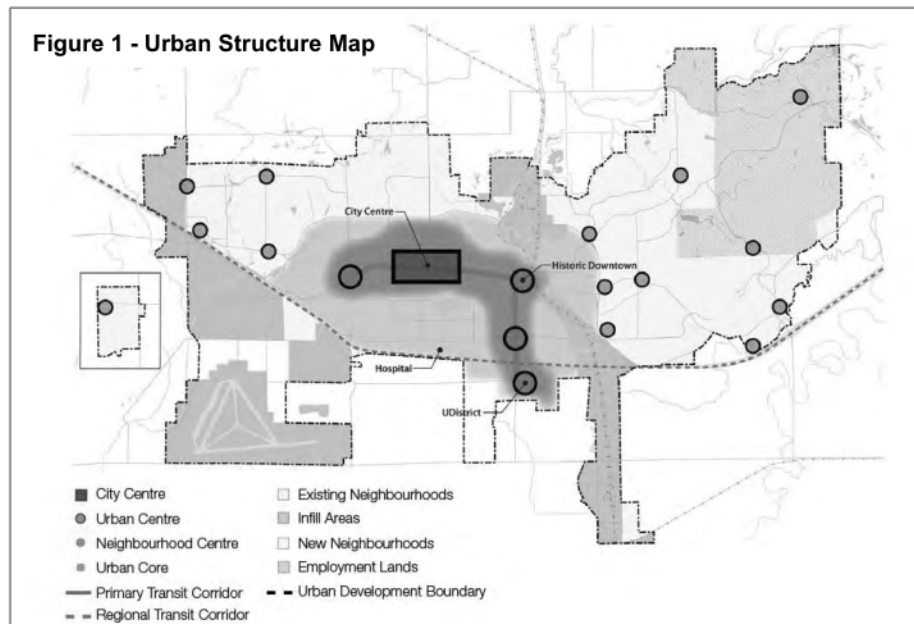 Figure 1 - Urban Structure Map
City Centre
Historic Downtown
Hospital
UDistrict
City Centre
Urban Centre
Neighbourhood Centre
Urban Core
Primary Transit Corridor
Regional Transit Corridor
Existing Neighbourhoods
Infill Areas
New Neighbourhoods
Employment Lands
Urban Development Boundary